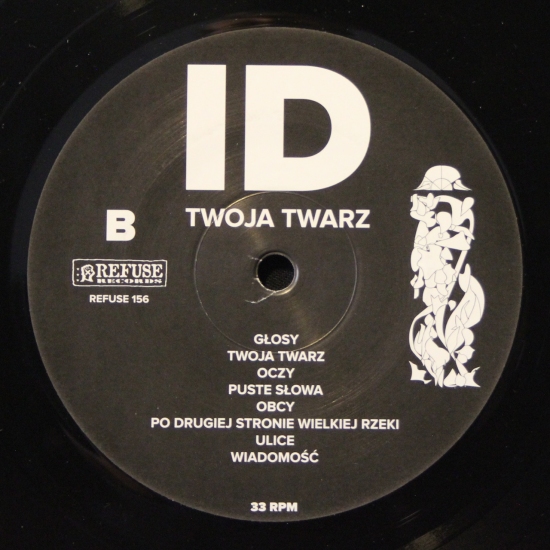 ID
TWOJA TWARZ
B
REFUSE
RECORDS
REFUSE 156
GŁOSY
TWOJA TWARZ
OCZY
PUSTE SŁOWA
OBCY
PO DRUGIEJ STRONIE WIELKIEJ RZEKI
ULICE
WIADOMOŚĆ
33 RPM